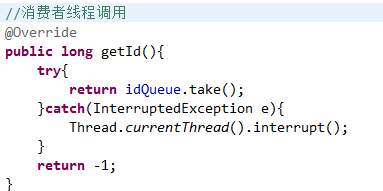 //消费者线程调用
@Override
public long getId(){
    try{
        return idQueue.take();
    }catch(InterruptedException e){
        Thread.currentThread().interrupt();
    }
    return -1;
}